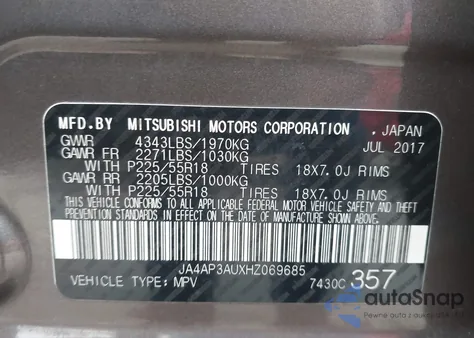 MFD.BY MITSUBISHI MOTORS CORPORATION . JAPAN
GVWR 4343LBS/1970KG JUL 2017
GAWR FR 2271LBS/1030KG
WITH P225/55R18 TIRES 18X7.0J RIMS
GAWR RR 2205LBS/1000KG
WITH P225/55R18 TIRES 18X7.0J RIMS
THIS VEHICLE CONFORMS TO ALL APPLICABLE FEDERAL MOTOR VEHICLE SAFETY AND THEFT
PREVENTION STANDARDS IN EFFECT ON THE DATE OF MANUFACTURE SHOWN ABOVE.
JA4AP3AUXHZ069685
VEHICLE TYPE: MPV 7430C 357
autoSnap